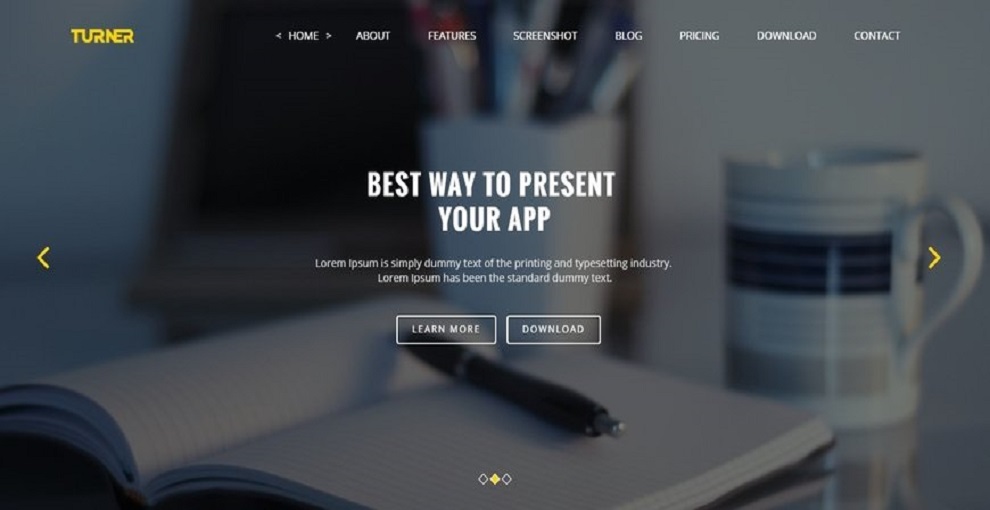 TURNER
< HOME > ABOUT FEATURES SCREENSHOT BLOG PRICING DOWNLOAD CONTACT
BEST WAY TO PRESENT
YOUR APP
Lorem Ipsum is simply dummy text of the printing and typesetting industry.
Lorem Ipsum has been the standard dummy text.
LEARN MORE DOWNLOAD